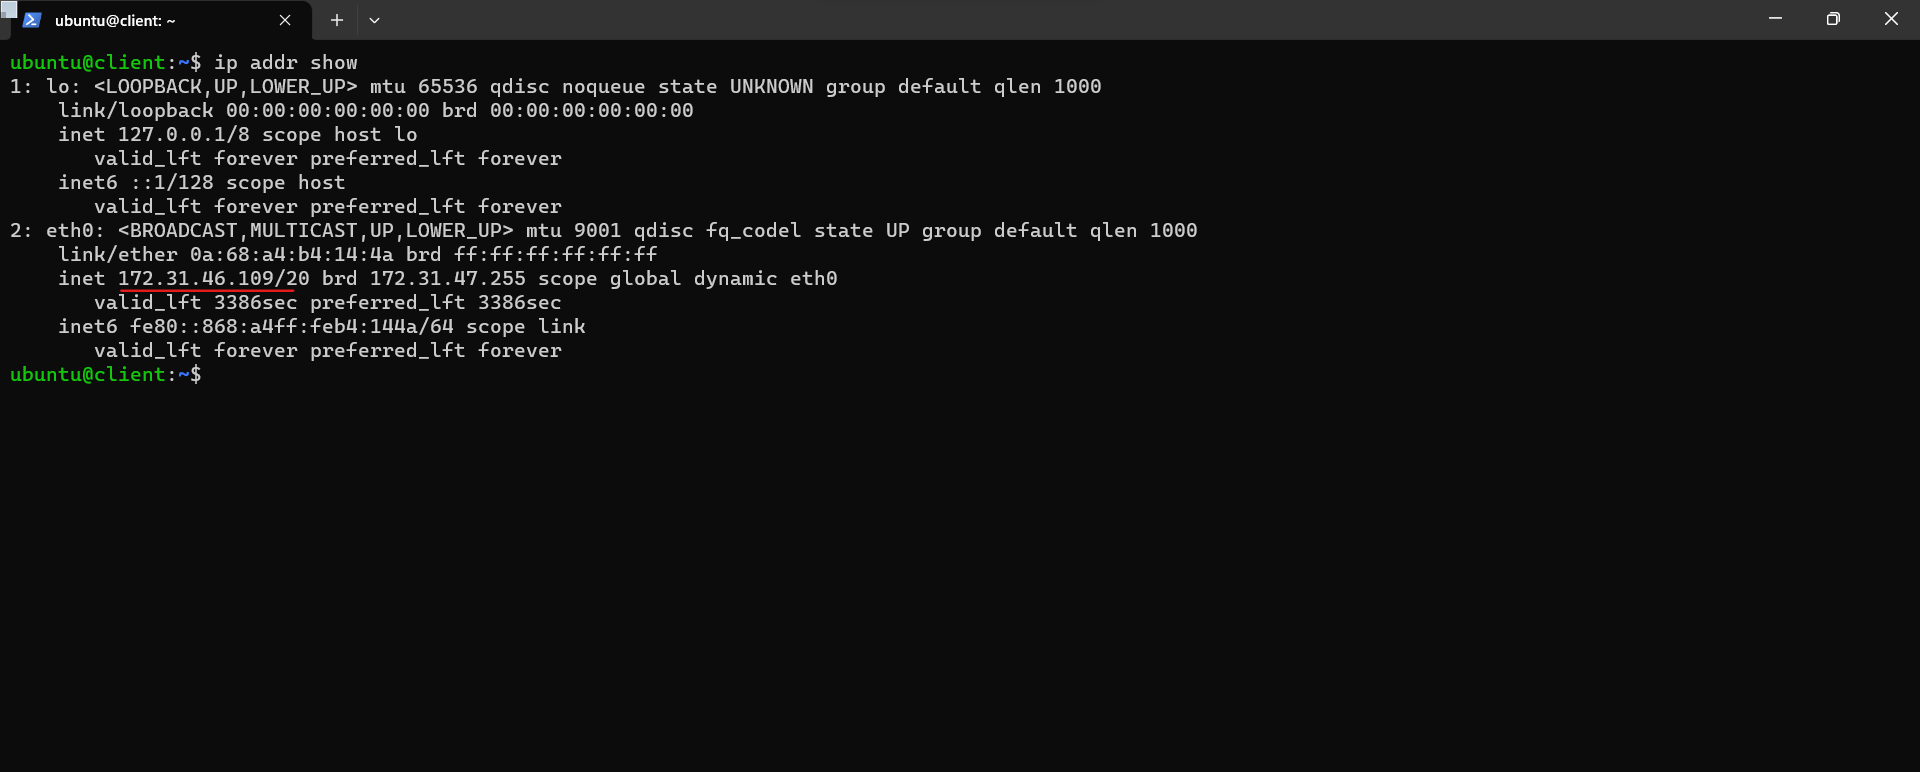 ubuntu@client: ~
ubuntu@client:~$ ip addr show
1: lo: <LOOPBACK,UP,LOWER_UP> mtu 65536 qdisc noqueue state UNKNOWN group default qlen 1000
    link/loopback 00:00:00:00:00:00 brd 00:00:00:00:00:00
    inet 127.0.0.1/8 scope host lo
       valid_lft forever preferred_lft forever
    inet6 ::1/128 scope host
       valid_lft forever preferred_lft forever
2: eth0: <BROADCAST,MULTICAST,UP,LOWER_UP> mtu 9001 qdisc fq_codel state UP group default qlen 1000
    link/ether 0a:68:a4:b4:14:4a brd ff:ff:ff:ff:ff:ff
    inet 172.31.46.109/20 brd 172.31.47.255 scope global dynamic eth0
       valid_lft 3386sec preferred_lft 3386sec
    inet6 fe80::868:a4ff:feb4:144a/64 scope link
       valid_lft forever preferred_lft forever
ubuntu@client:~$